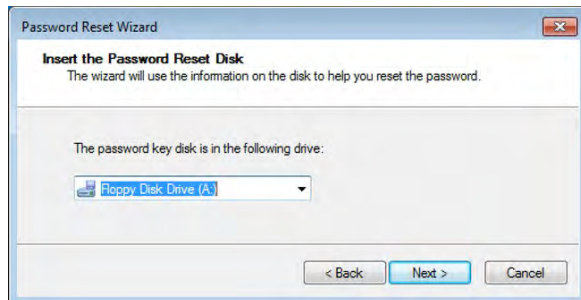 Password Reset Wizard
Insert the Password Reset Disk
The wizard will use the information on the disk to help you reset the password.
The password key disk is in the following drive:
Floppy Disk Drive (A:)
< Back Next > Cancel